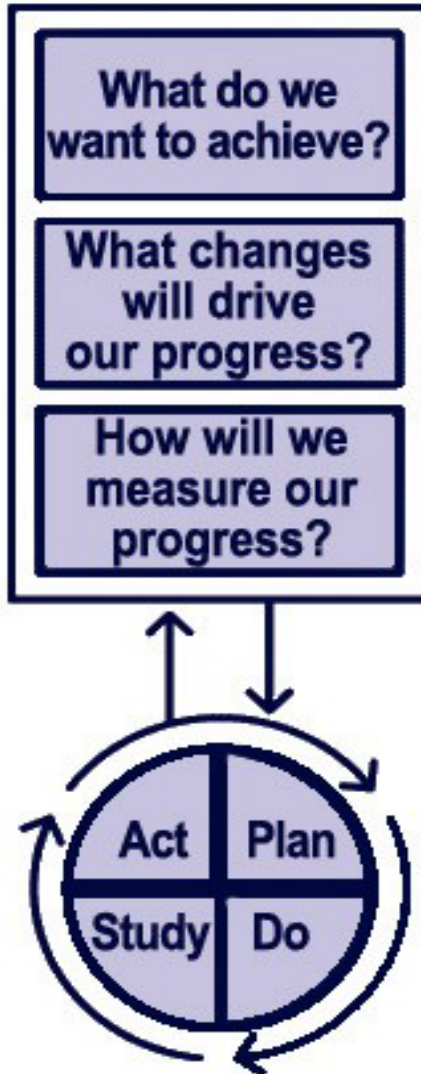 What do we
want to achieve?
What changes
will drive
our progress?
How will we
measure our
progress?
Act Plan
Study Do